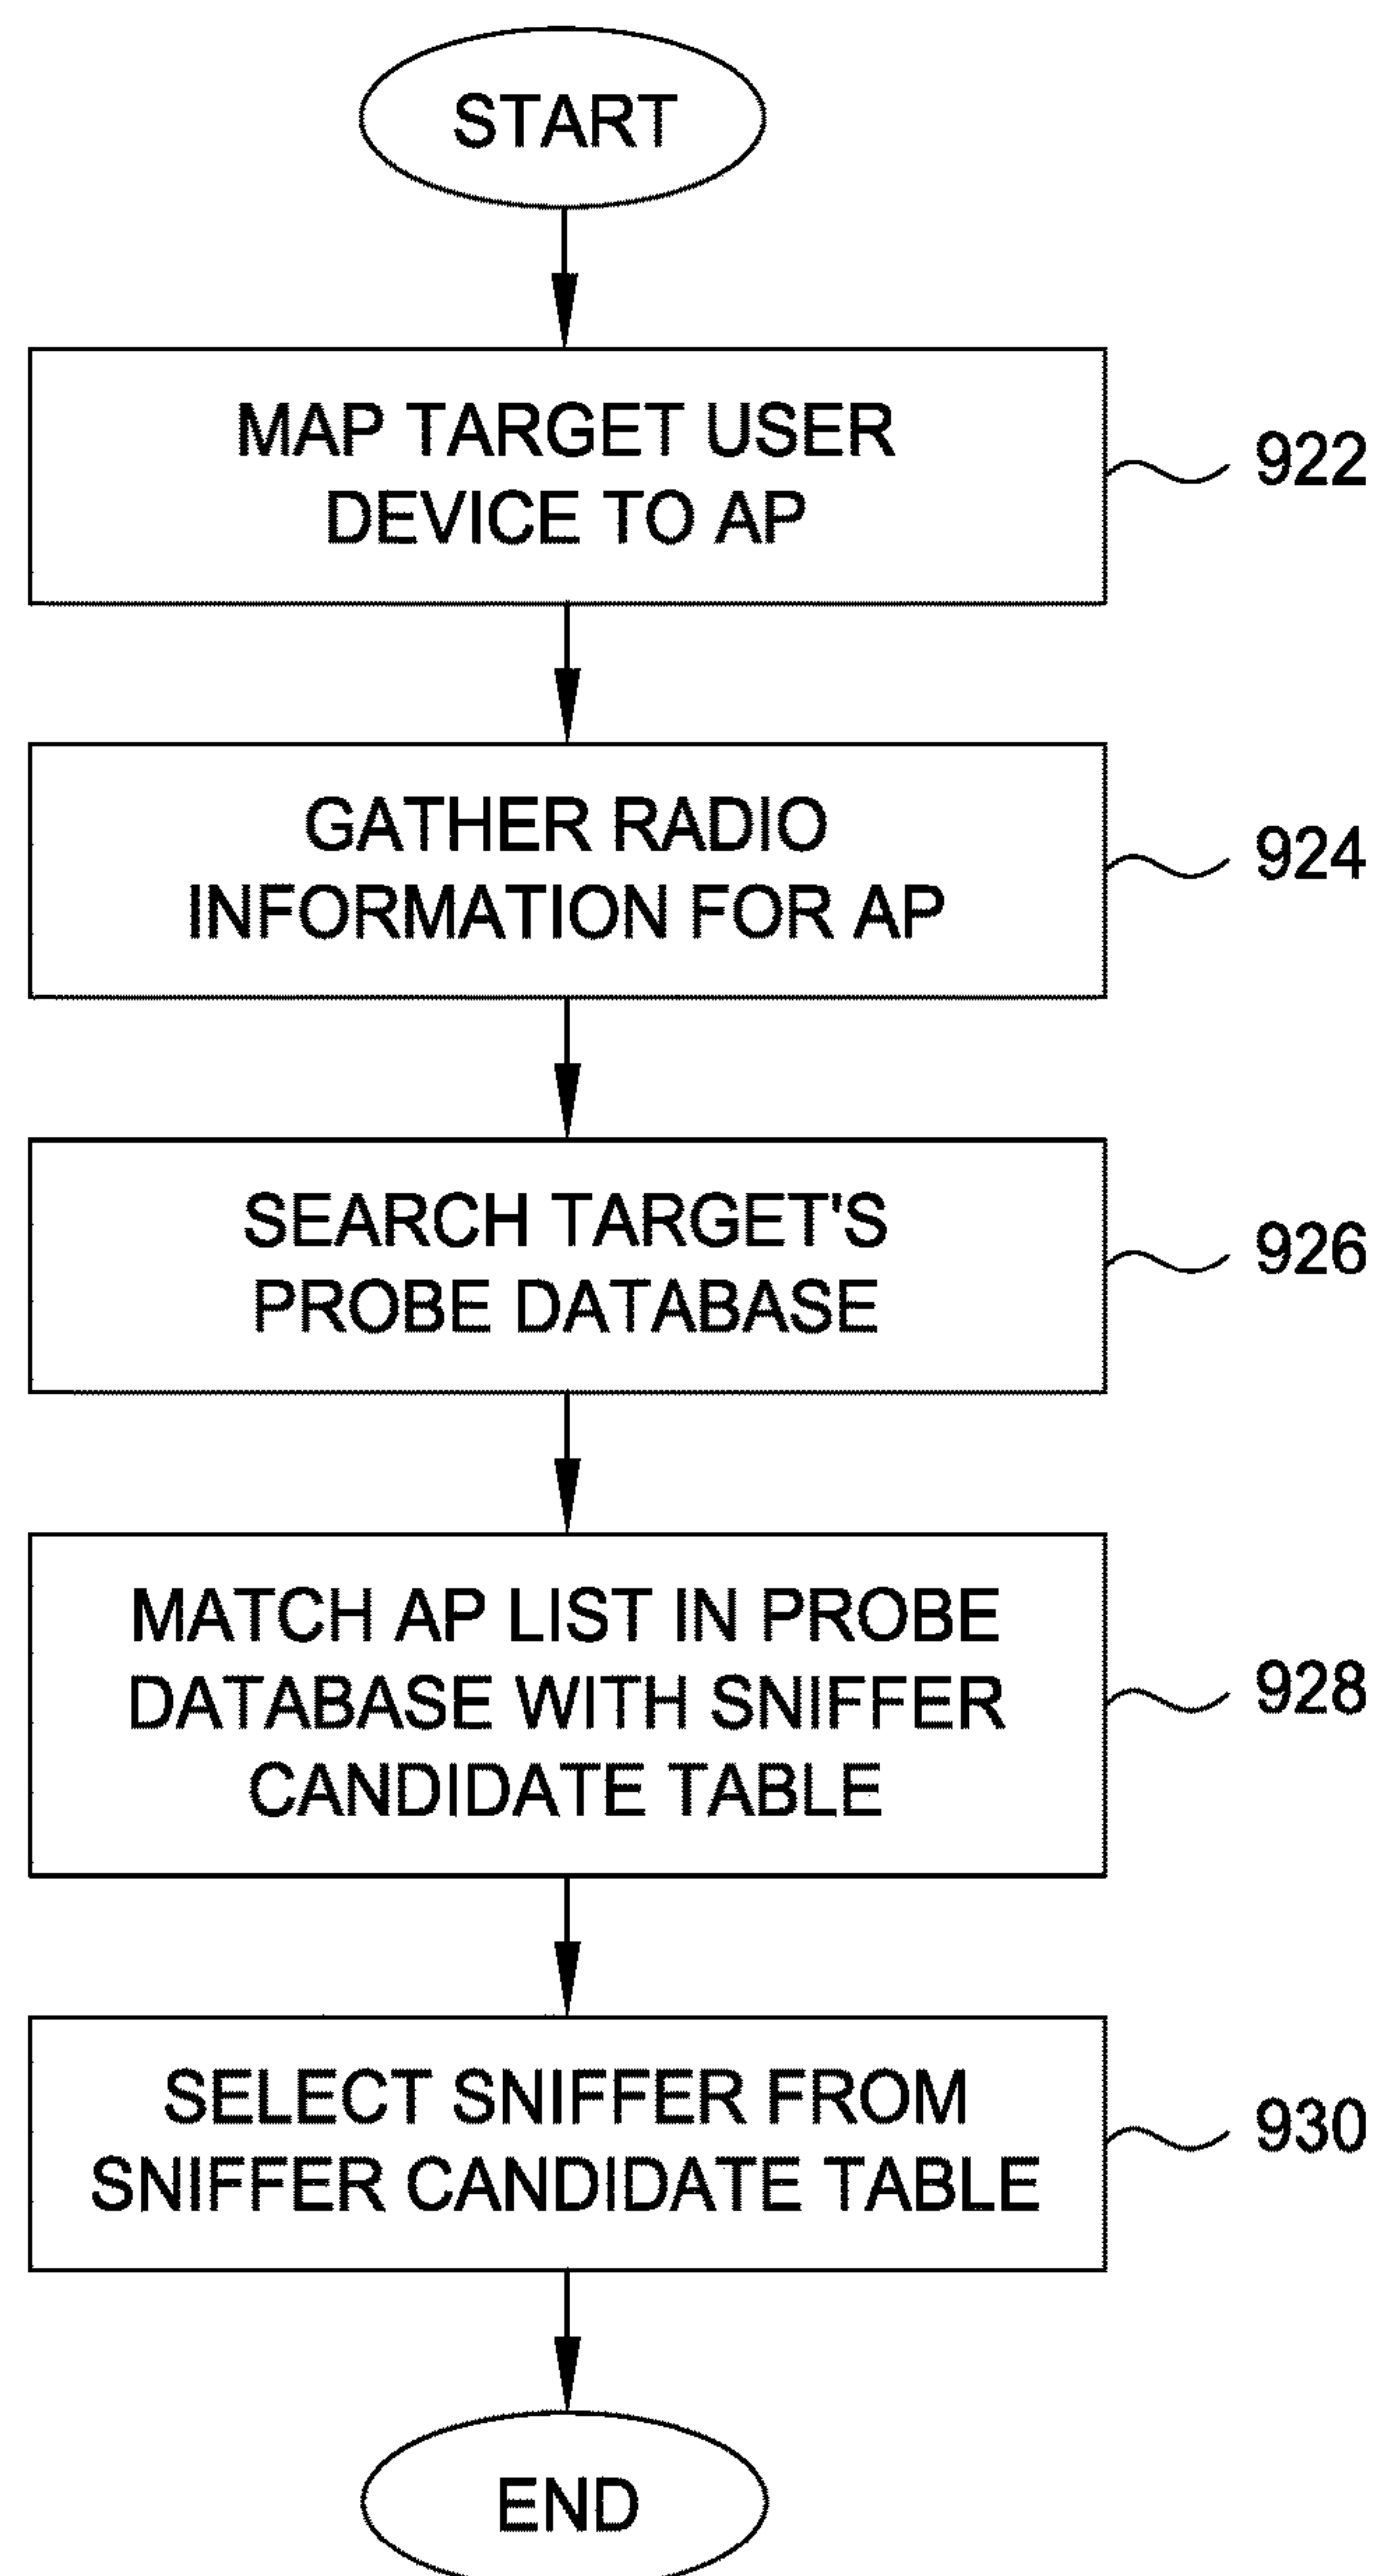 START
MAP TARGET USER
DEVICE TO AP
922
GATHER RADIO
INFORMATION FOR AP
924
SEARCH TARGET'S
PROBE DATABASE
926
MATCH AP LIST IN PROBE
DATABASE WITH SNIFFER
CANDIDATE TABLE
928
SELECT SNIFFER FROM
SNIFFER CANDIDATE TABLE
930
END